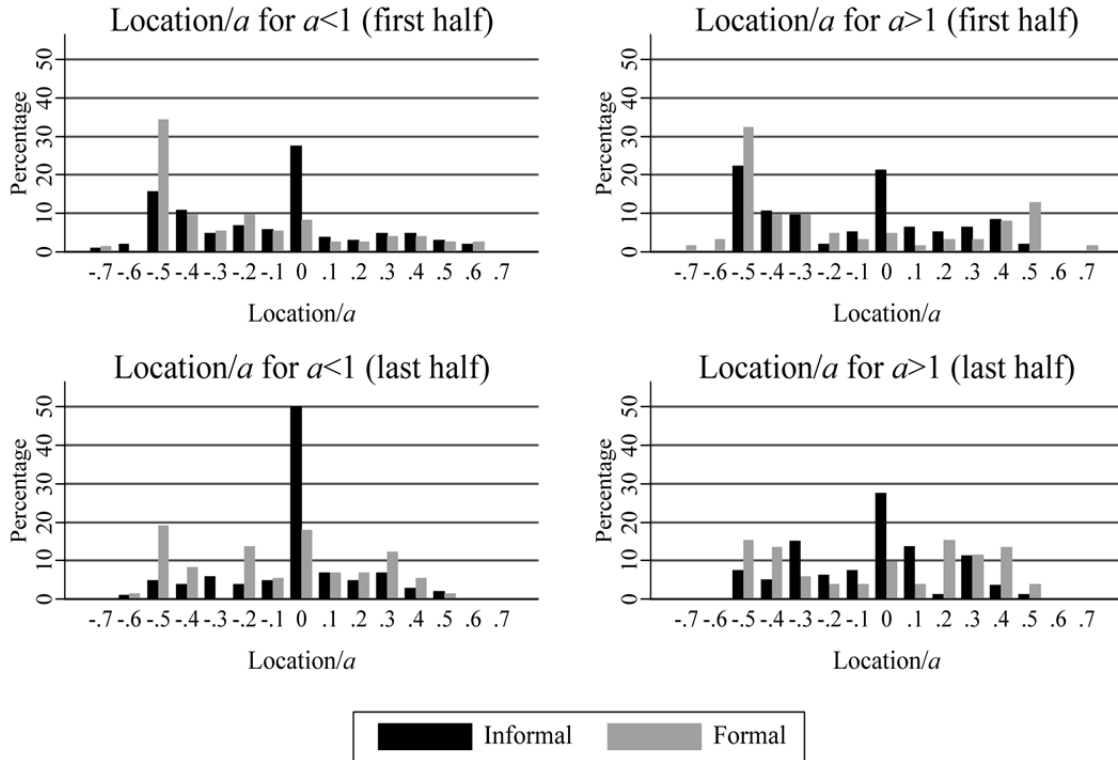 Location/a for a<1 (first half)
Percentage
50
40
30
20
10
0
-.7 -.6 -.5 -.4 -.3 -.2 -.1 0 .1 .2 .3 .4 .5 .6 .7
Location/a
Location/a for a>1 (first half)
Percentage
50
40
30
20
10
0
-.7 -.6 -.5 -.4 -.3 -.2 -.1 0 .1 .2 .3 .4 .5 .6 .7
Location/a
Location/a for a<1 (last half)
Percentage
50
40
30
20
10
0
-.7 -.6 -.5 -.4 -.3 -.2 -.1 0 .1 .2 .3 .4 .5 .6 .7
Location/a
Location/a for a>1 (last half)
Percentage
50
40
30
20
10
0
-.7 -.6 -.5 -.4 -.3 -.2 -.1 0 .1 .2 .3 .4 .5 .6 .7
Location/a
Informal Formal